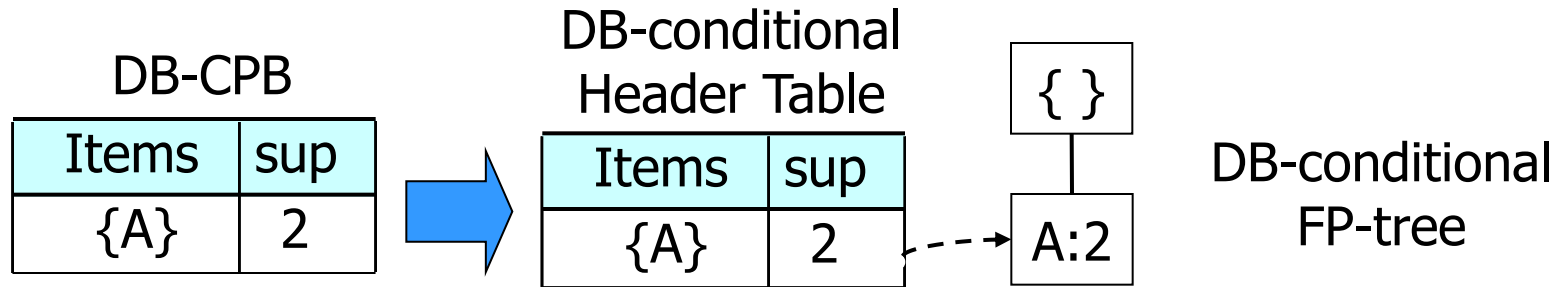 DB-CPB
Items sup
{A} 2
DB-conditional
Header Table
Items sup
{A} 2
{ }
A:2
DB-conditional
FP-tree